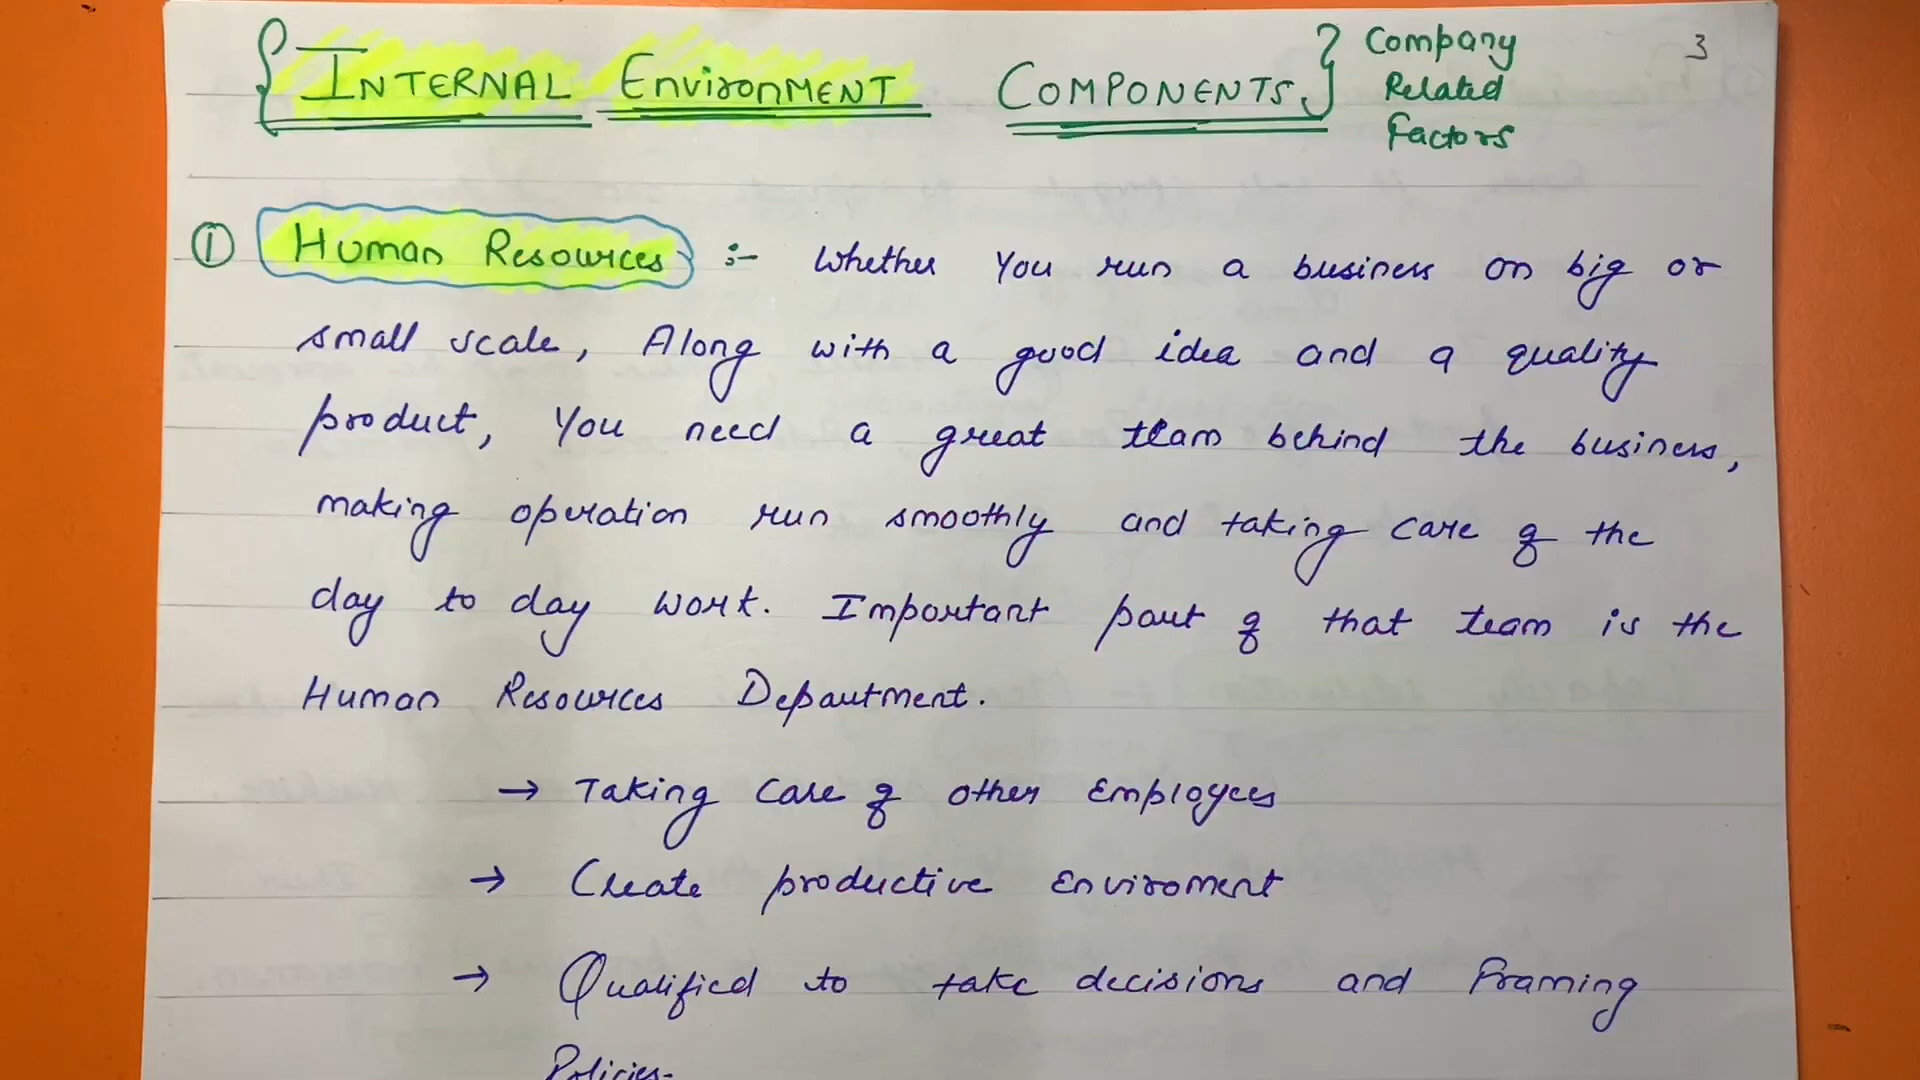 {INTERNAL ENVIRONMENT COMPONENTS} Company Related Factors
3
① Human Resources :- Whether You run a business on big or
small scale, Along with a good idea and a quality
product, You need a great team behind the business,
making operation run smoothly and taking care of the
day to day work. Important part of that team is the
Human Resources Department.
→ Taking Care of other Employees
→ Create productive Enviroment
→ Qualified to take decisions and Framing
Policies.